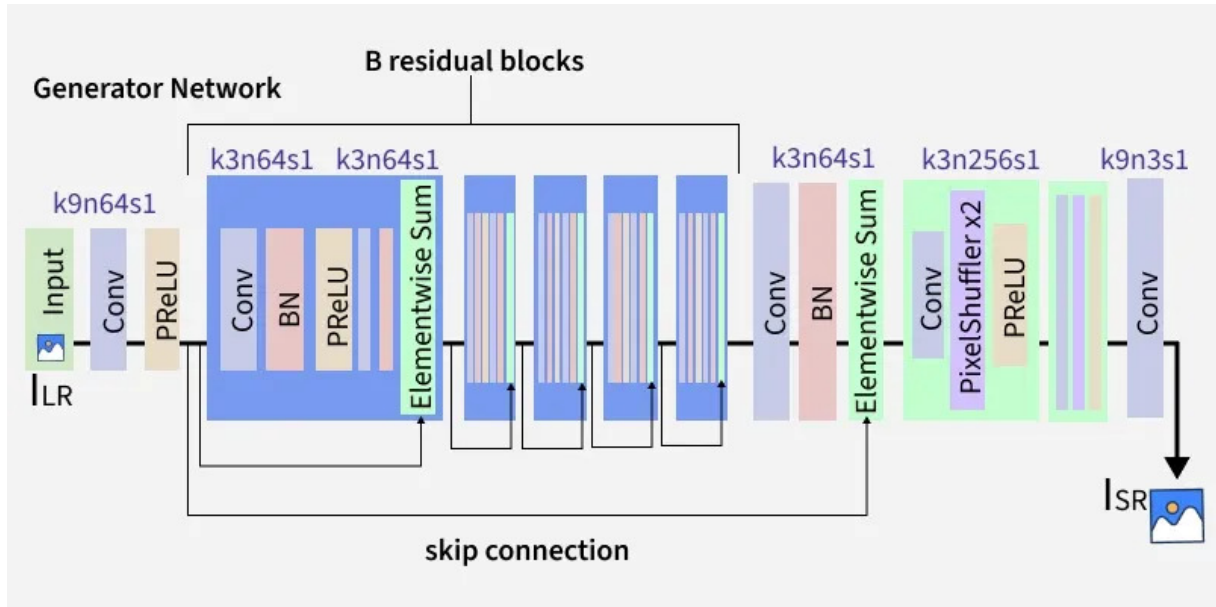 B residual blocks
Generator Network
k3n64s1
k3n64s1
k3n64s1
k3n256s1
k9n3s1
k9n64s1
Input
Conv
PReLU
Conv
BN
PReLU
Elementwise Sum
Conv
BN
Elementwise Sum
Conv
PixelShuffler x2
PReLU
Conv
ILR
ISR
skip connection